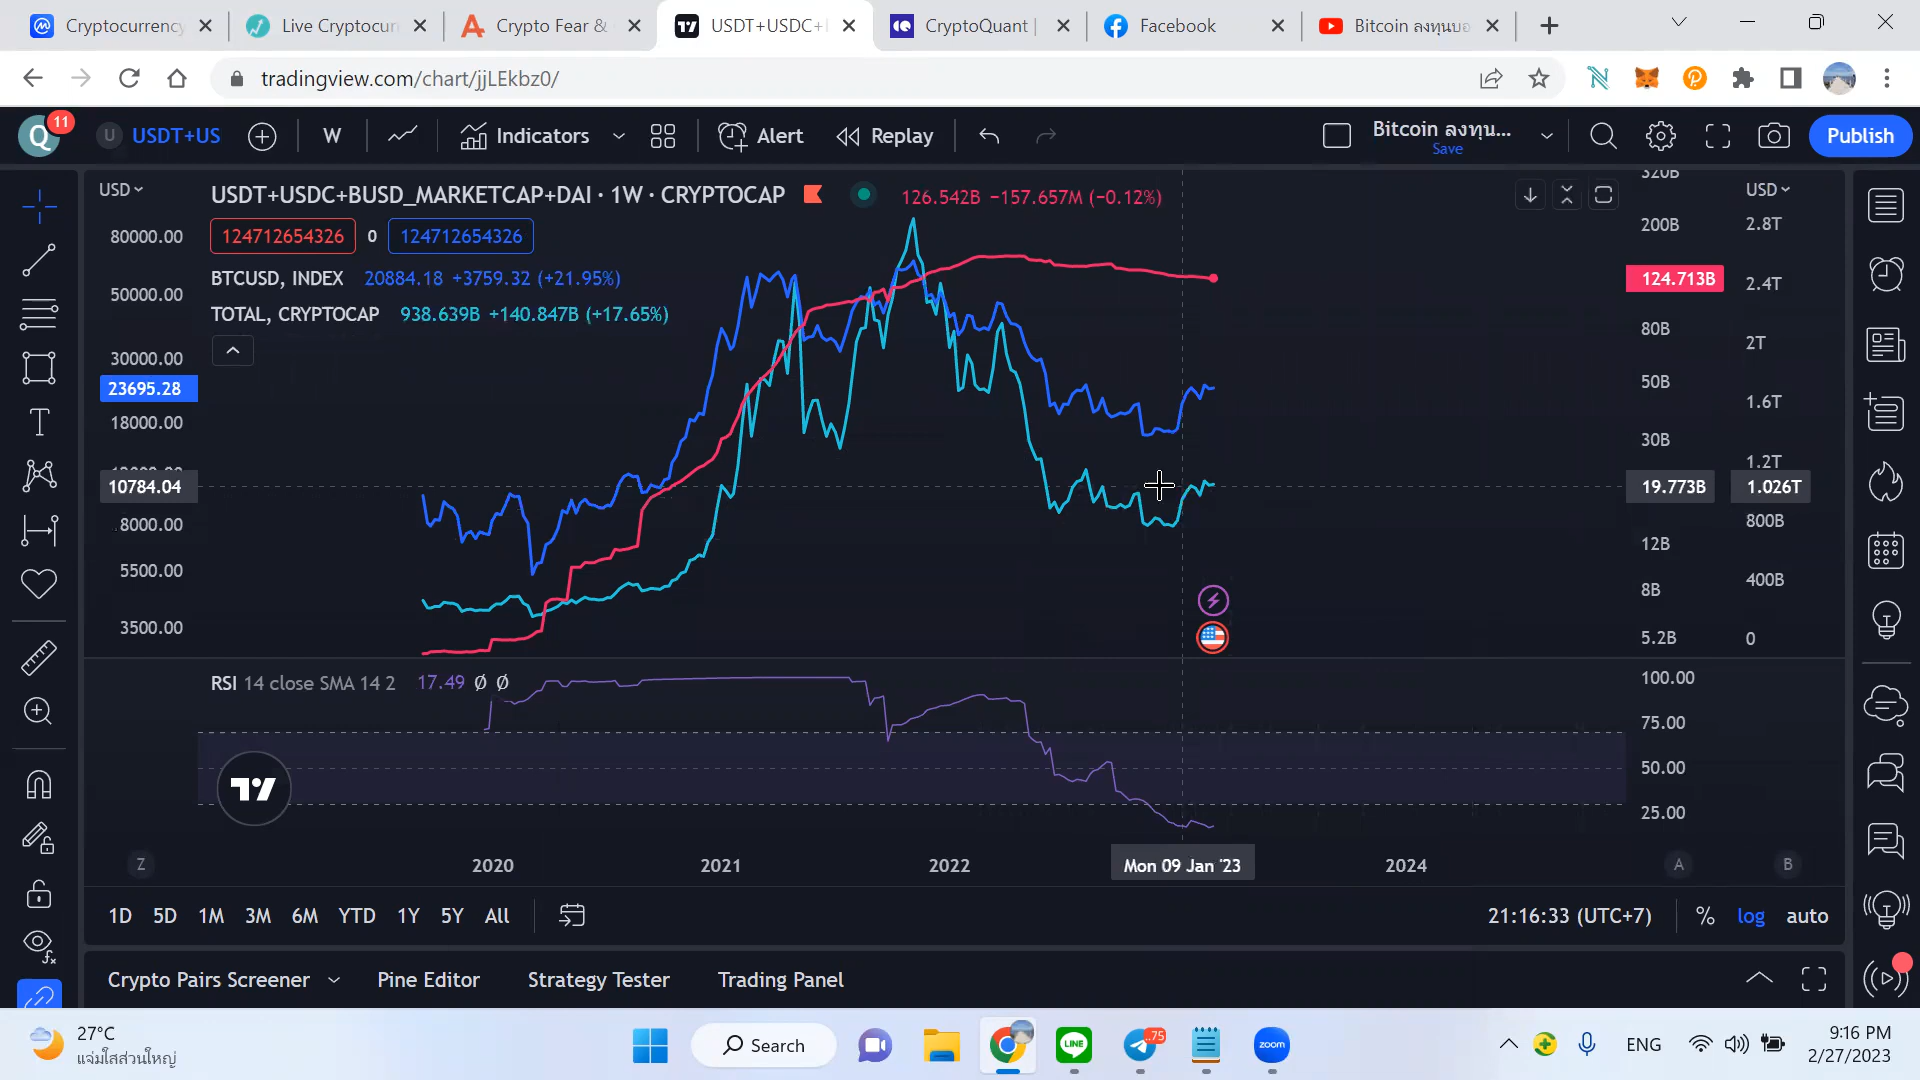 Cryptocurrency
Live Cryptocur
Crypto Fear &
USDT+USDC+
CryptoQuant |
Facebook
Bitcoin ลงทุนบอ
tradingview.com/chart/jjLEkbz0/
Q 11
U USDT+US
W
Indicators
Alert
Replay
Bitcoin ลงทุน...
Save
Publish
USD
USDT+USDC+BUSD_MARKETCAP+DAI · 1W · CRYPTOCAP
126.542B −157.657M (−0.12%)
124712654326 0 124712654326
BTCUSD, INDEX 20884.18 +3759.32 (+21.95%)
TOTAL, CRYPTOCAP 938.639B +140.847B (+17.65%)
80000.00
50000.00
30000.00
23695.28
18000.00
10784.04
8000.00
5500.00
3500.00
320B
200B
124.713B
80B
50B
30B
19.773B
12B
8B
5.2B
USD
2.8T
2.4T
2T
1.6T
1.2T
1.026T
800B
400B
0
RSI 14 close SMA 14 2 17.49 Ø Ø
100.00
75.00
50.00
25.00
Z
2020 2021 2022 Mon 09 Jan '23 2024
A B
1D 5D 1M 3M 6M YTD 1Y 5Y All
21:16:33 (UTC+7) % log auto
Crypto Pairs Screener Pine Editor Strategy Tester Trading Panel
27°C
แจ่มใสส่วนใหญ่
Search
75
zoom
LINE
ENG
9:16 PM
2/27/2023